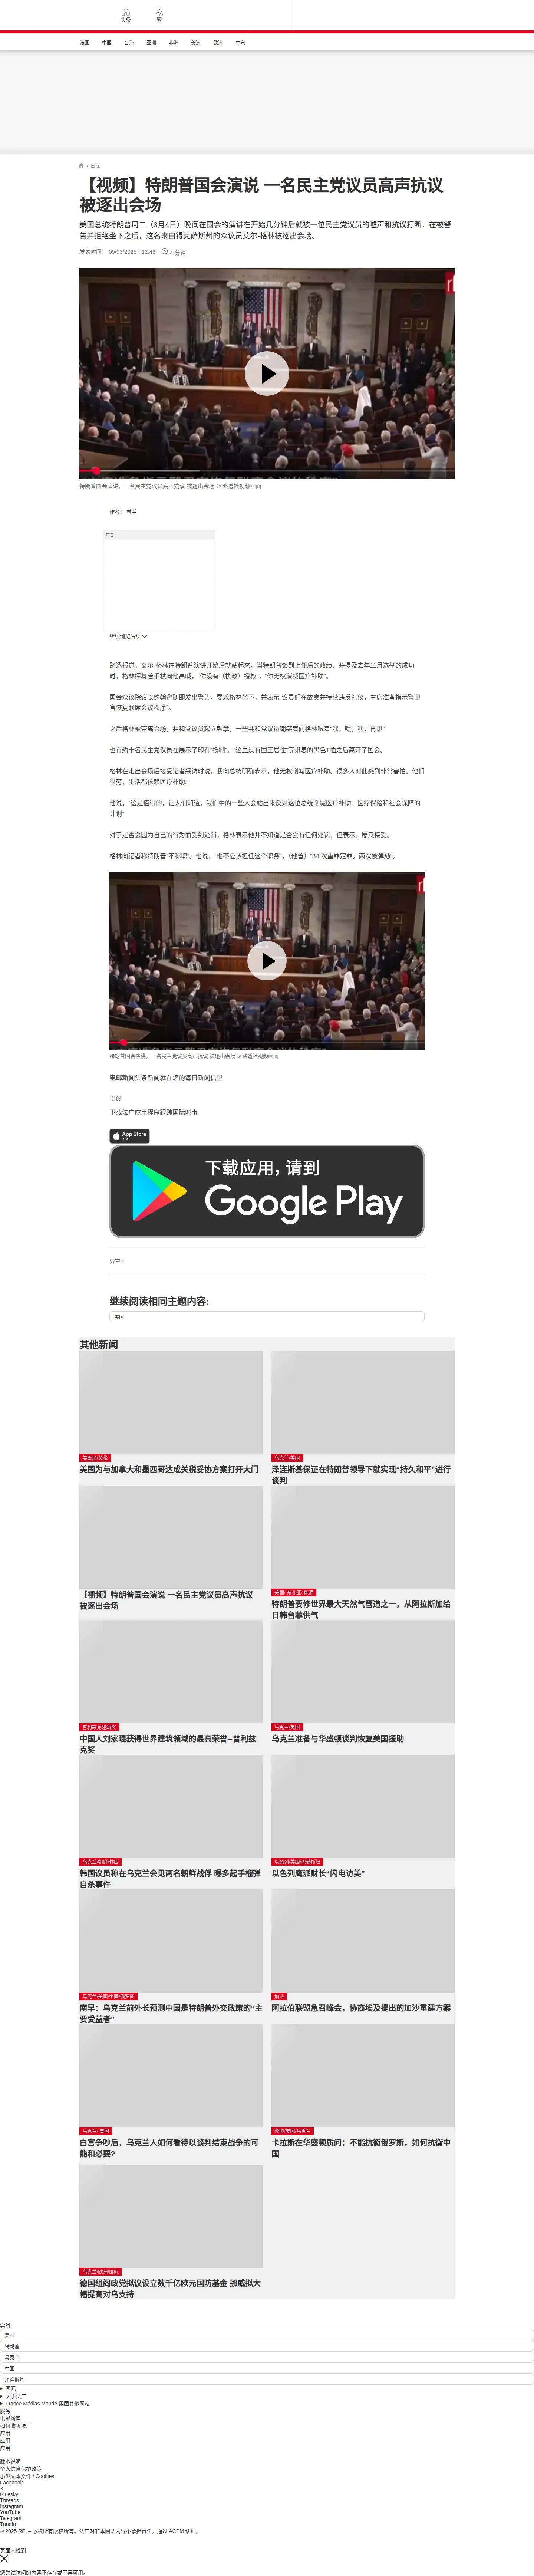 头条
繁
法国 中国 台海 亚洲 非洲 美洲 欧洲 中东
/ 国际
【视频】特朗普国会演说 一名民主党议员高声抗议
被逐出会场
美国总统特朗普周二（3月4日）晚间在国会的演讲在开始几分钟后就被一位民主党议员的嘘声和抗议打断，在被警
告并拒绝坐下之后，这名来自得克萨斯州的众议员艾尔-格林被逐出会场。
发表时间： 05/03/2025 - 12:43 4 分钟
特朗普国会演讲，一名民主党议员高声抗议 被逐出会场 © 路透社视频画面
作者： 林兰
广告
继续浏览后续
路透报道，艾尔-格林在特朗普演讲开始后就站起来，当特朗普谈到上任后的政绩、并提及去年11月选举的成功
时，格林挥舞着手杖向他高喊，“你没有（执政）授权”，“你无权消减医疗补助”。
国会众议院议长约翰逊随即发出警告，要求格林坐下，并表示“议员们在故意并持续违反礼仪，主席准备指示警卫
官恢复联席会议秩序”。
之后格林被带离会场，共和党议员起立鼓掌，一些共和党议员嘲笑着向格林喊着“嘿，嘿，嘿，再见”
也有约十名民主党议员在展示了印有“抵制”、“这里没有国王居住”等讯息的黑色T恤之后离开了国会。
格林在走出会场后接受记者采访时说，我向总统明确表示，他无权削减医疗补助。很多人对此感到非常害怕。他们
很穷，生活都依赖医疗补助。
他说，“这是值得的，让人们知道，我们中的一些人会站出来反对这位总统削减医疗补助、医疗保险和社会保障的
计划”
对于是否会因为自己的行为而受到处罚，格林表示他并不知道是否会有任何处罚，但表示，愿意接受。
格林向记者称特朗普“不称职”。他说，“他不应该担任这个职务”，（他曾）“34 次重罪定罪。两次被弹劾”。
特朗普国会演讲，一名民主党议员高声抗议 被逐出会场 © 路透社视频画面
电邮新闻头条新闻就在您的每日新闻信里
订阅
下载法广应用程序跟踪国际时事
App Store
下载
下载应用，请到
Google Play
分享 :
继续阅读相同主题内容:
美国
其他新闻
美墨加/关税
美国为与加拿大和墨西哥达成关税妥协方案打开大门
乌克兰/美国
泽连斯基保证在特朗普领导下就实现“持久和平”进行
谈判
【视频】特朗普国会演说 一名民主党议员高声抗议
被逐出会场
美国/ 东北亚/ 能源
特朗普要修世界最大天然气管道之一，从阿拉斯加给
日韩台菲供气
普利兹克建筑奖
中国人刘家琨获得世界建筑领域的最高荣誉--普利兹
克奖
乌克兰/美国
乌克兰准备与华盛顿谈判恢复美国援助
乌克兰/朝鲜/韩国
韩国议员称在乌克兰会见两名朝鲜战俘 曝多起手榴弹
自杀事件
以色列/美国/巴勒斯坦
以色列鹰派财长“闪电访美”
乌克兰/美国/中国/俄罗斯
南早：乌克兰前外长预测中国是特朗普外交政策的“主
要受益者”
加沙
阿拉伯联盟急召峰会，协商埃及提出的加沙重建方案
乌克兰/ 美国
白宫争吵后，乌克兰人如何看待以谈判结束战争的可
能和必要?
欧盟/美国/乌克兰
卡拉斯在华盛顿质问：不能抗衡俄罗斯，如何抗衡中
国
乌克兰/欧洲/国际
德国组阁政党拟议设立数千亿欧元国防基金 挪威拟大
幅提高对乌支持
实时
美国
特朗普
乌克兰
中国
泽连斯基
国际
关于法广
France Médias Monde 集团其他网站
服务
电邮新闻
如何收听法广
应用
应用
应用
版本说明
个人信息保护政策
小型文本文件 / Cookies
Facebook
X
Bluesky
Threads
Instagram
YouTube
Telegram
TuneIn
© 2025 RFI – 版权所有版权所有。法广对非本网站内容不承担责任。通过 ACPM 认证。
页面未找到
您尝试访问的内容不存在或不再可用。